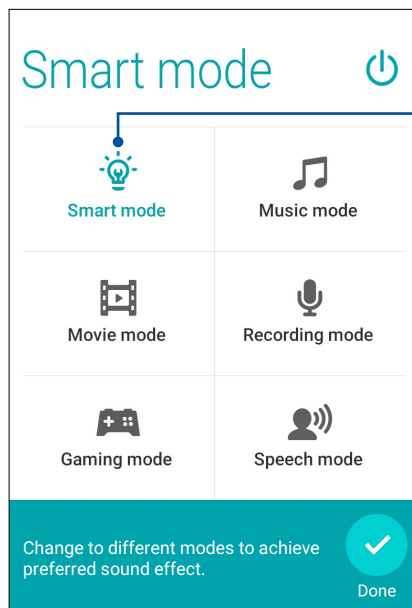 Smart mode
Smart mode
Music mode
Movie mode
Recording mode
Gaming mode
Speech mode
Change to different modes to achieve
preferred sound effect.
Done